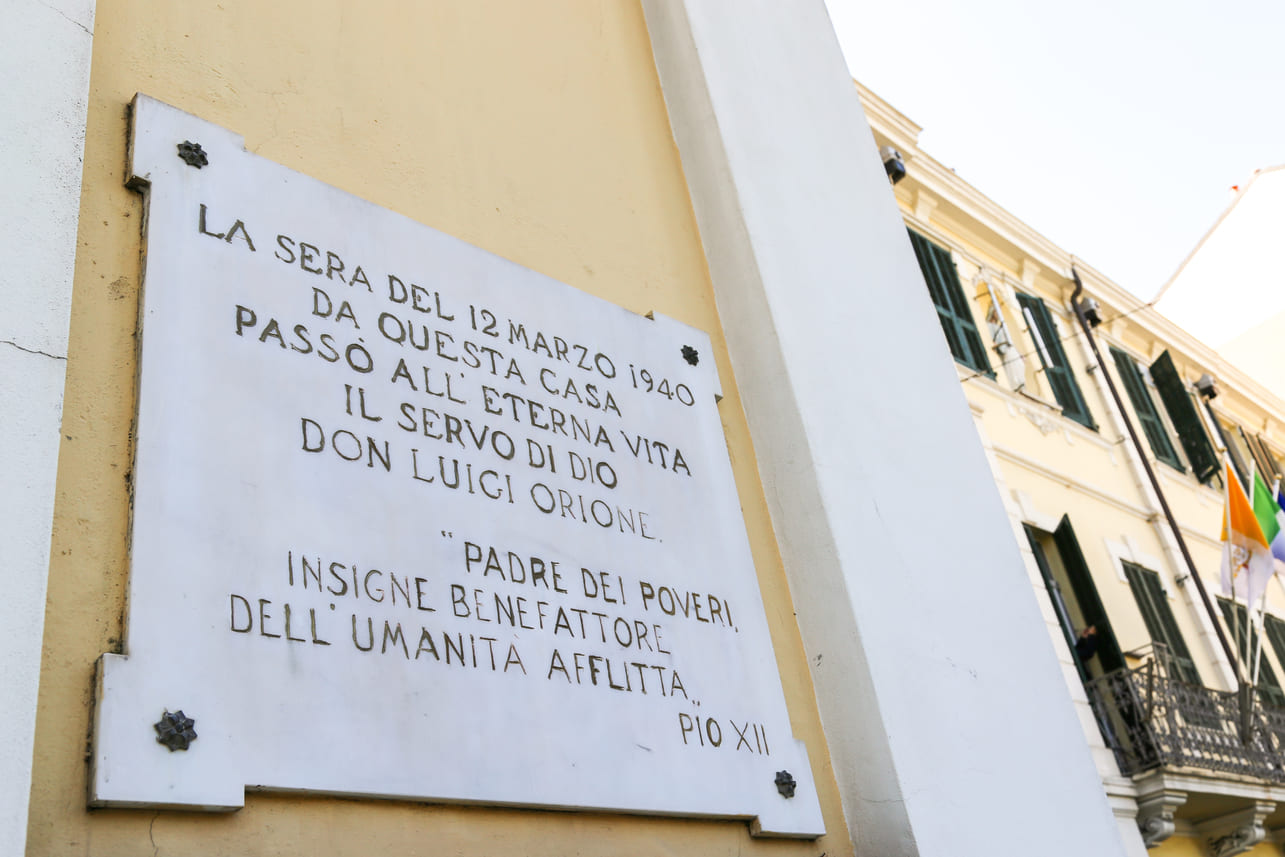 LA SERA DEL 12 MARZO 1940
DA QUESTA CASA
PASSÒ ALL' ETERNA VITA
IL SERVO DI DIO
DON LUIGI ORIONE.
"PADRE DEI POVERI,
INSIGNE BENEFATTORE
DELL' UMANITÀ AFFLITTA„
PIO XII